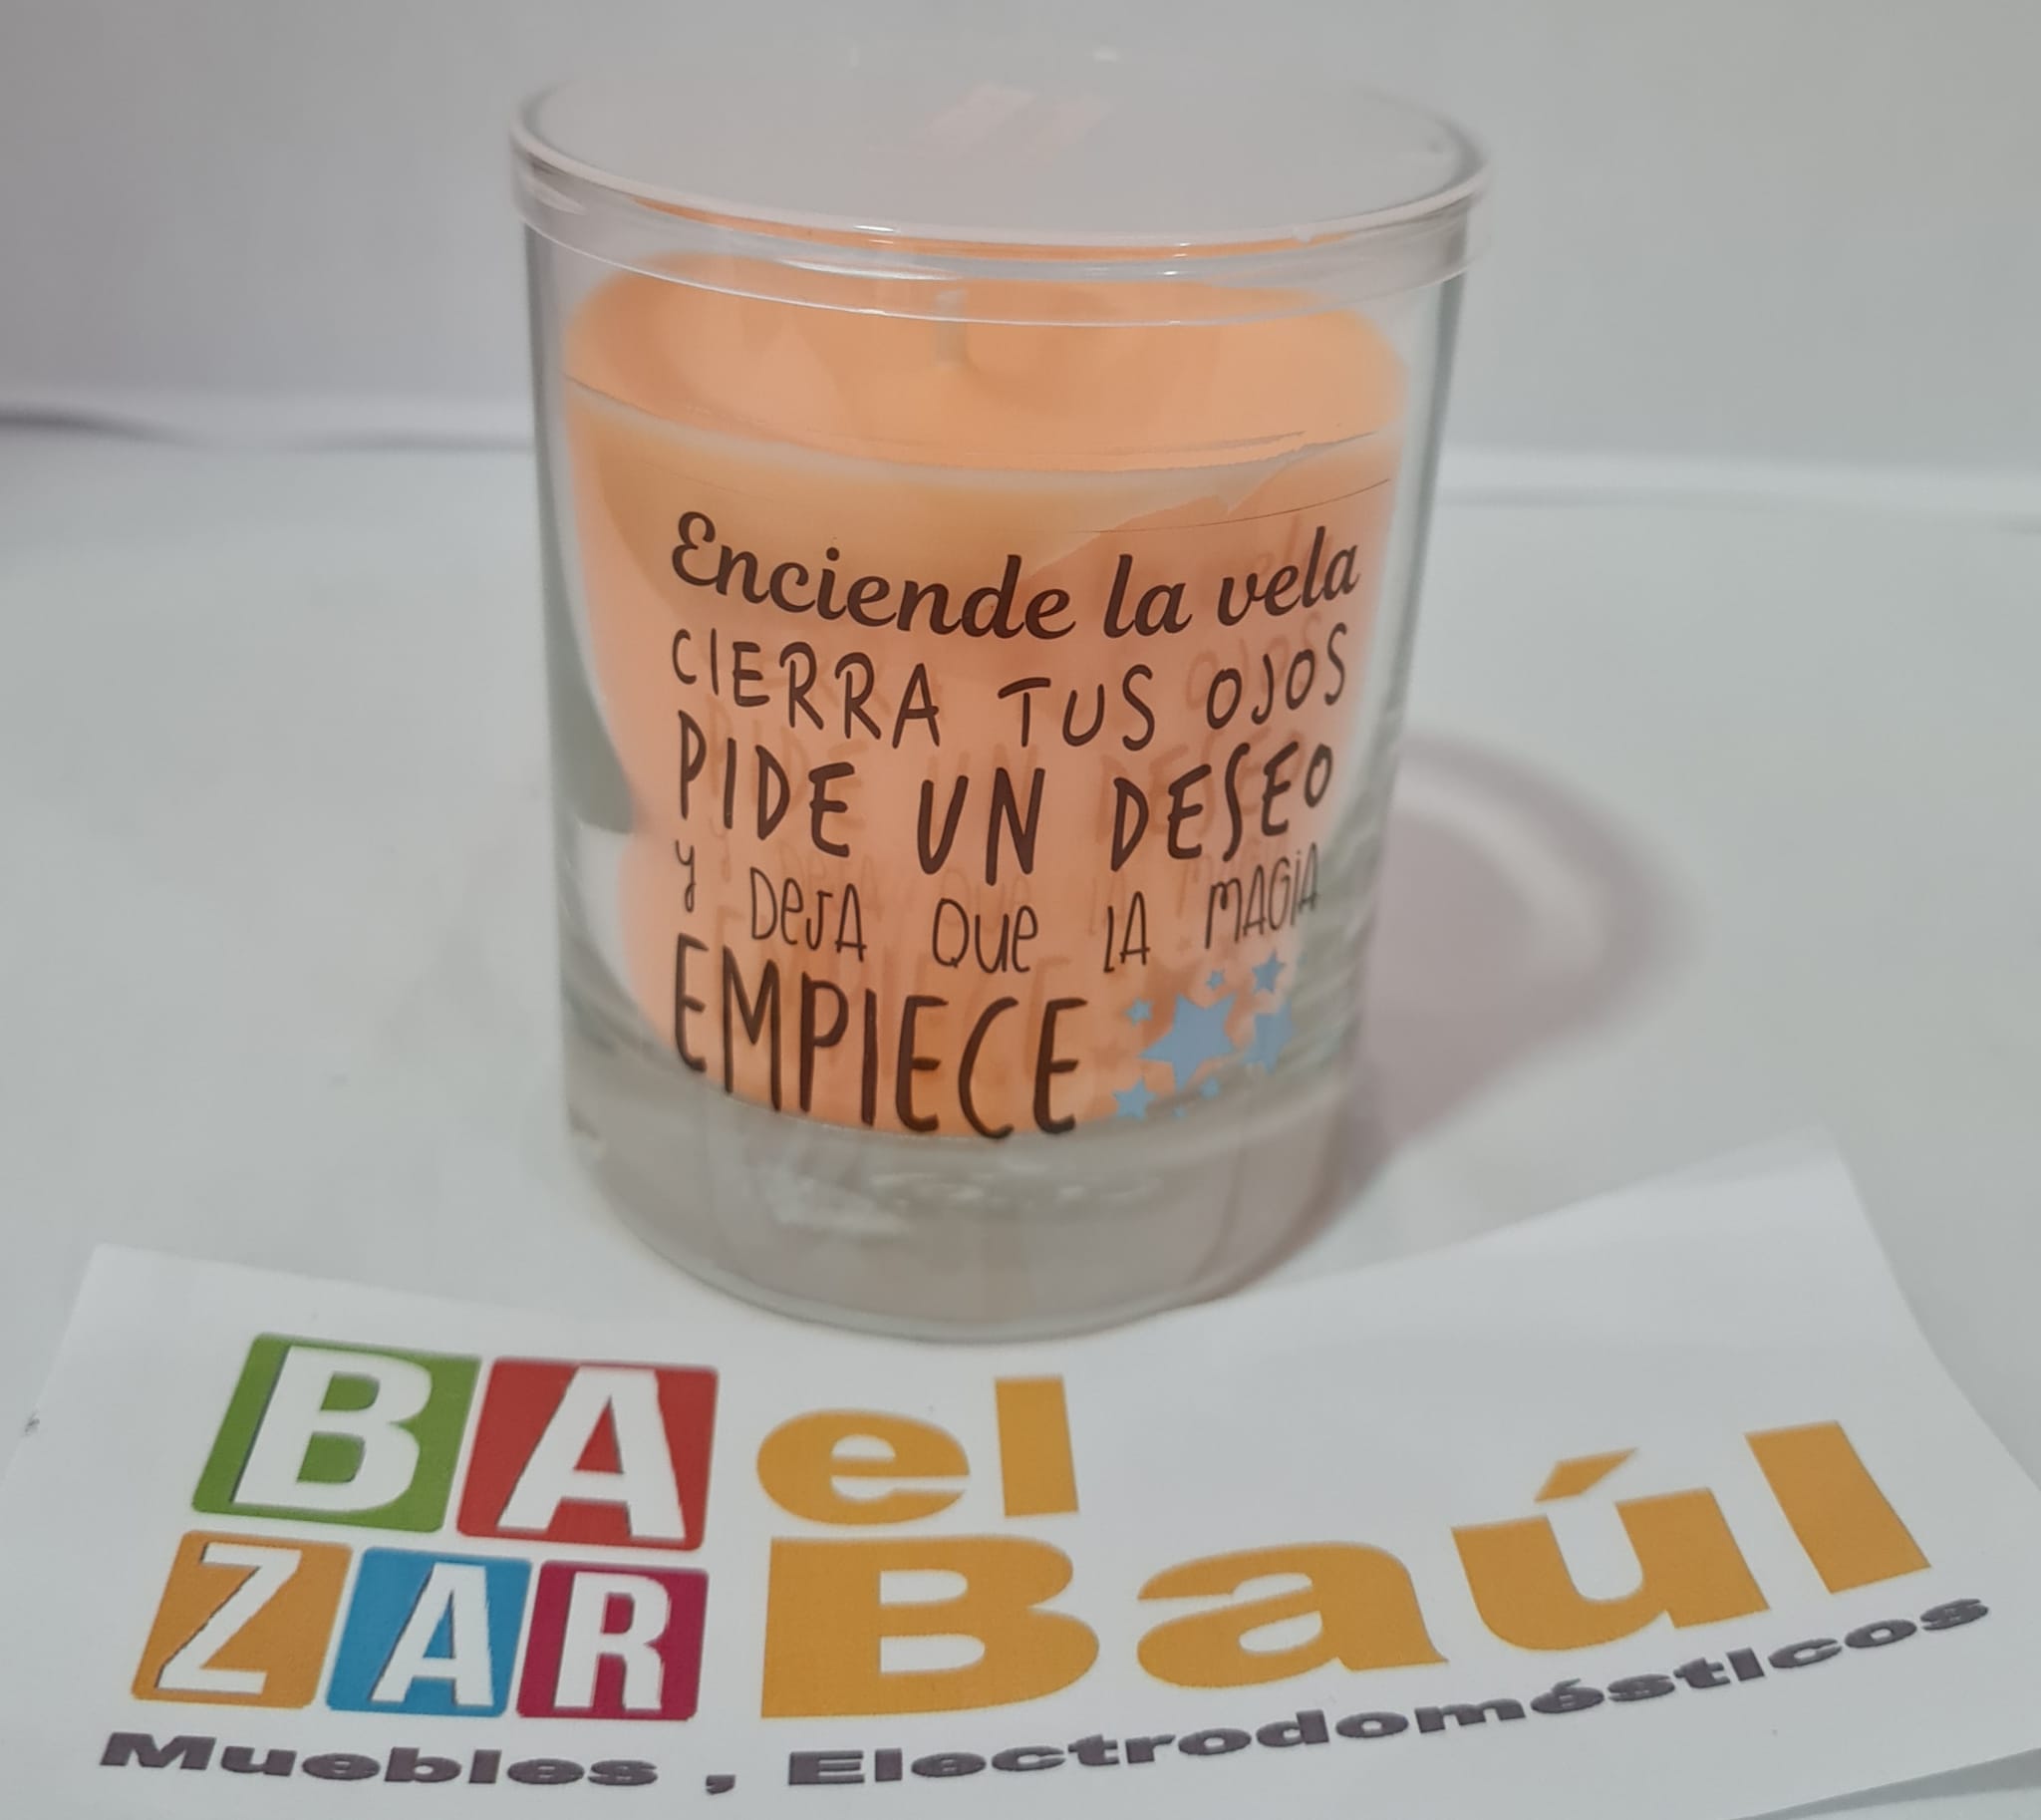 Enciende la vela
CIERRA TUS OJOS
PIDE UN DESEO
y DeJA QUe LA MAGiA
EMPIECE
BA el
ZAR Baúl
Muebles , Electrodomésticos